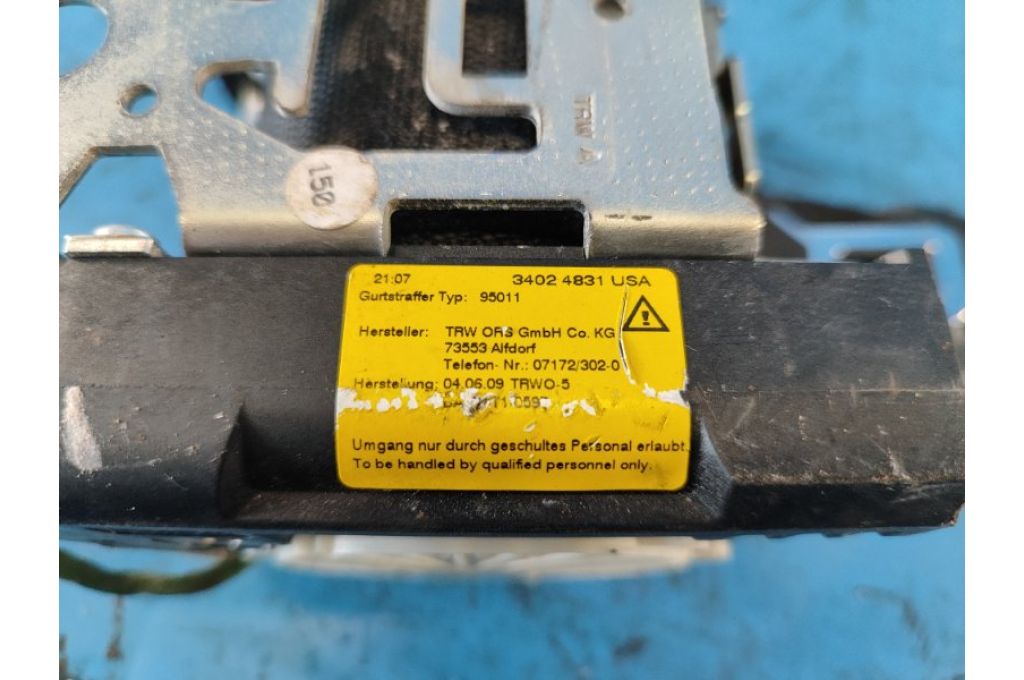 TRW A
150
21:07 3402 4831 USA
Gurtstraffer Typ: 95011
Hersteller: TRW ORS GmbH Co. KG
73553 Alfdorf
Telefon- Nr.: 07172/302-0
Herstellung: 04.06.09 TRWO-5
Umgang nur durch geschultes Personal erlaubt.
To be handled by qualified personnel only.